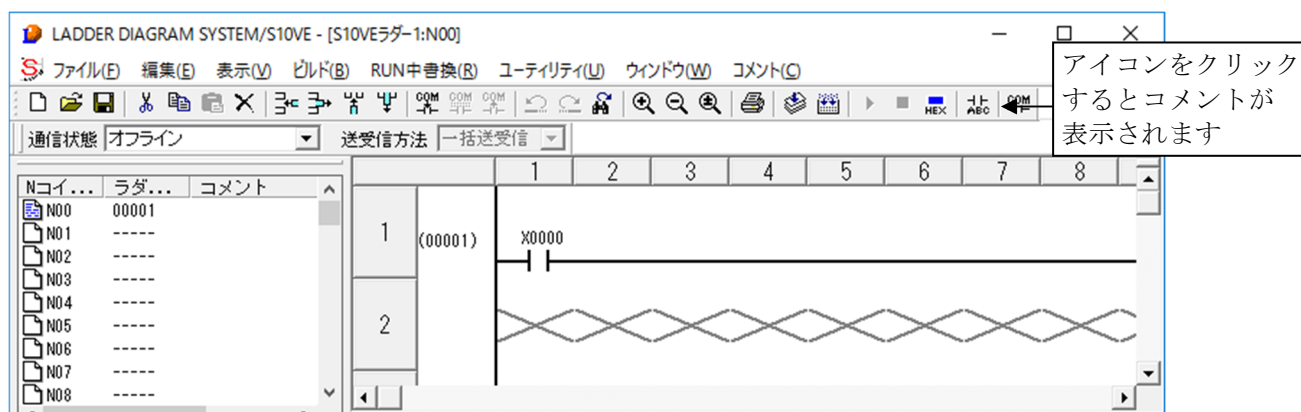 LADDER DIAGRAM SYSTEM/S10VE - [S10VEラダー1:N00]
ファイル(F) 編集(E) 表示(V) ビルド(B) RUN中書換(R) ユーティリティ(U) ウィンドウ(W) コメント(C)
アイコンをクリック
するとコメントが
表示されます
COM COM COM HEX ABC COM
通信状態 オフライン 送受信方法 一括送受信
Nコイ... ラダ... コメント
N00 00001
N01 -----
N02 -----
N03 -----
N04 -----
N05 -----
N06 -----
N07 -----
N08 -----
1 2 3 4 5 6 7 8
1 (00001) X0000
2